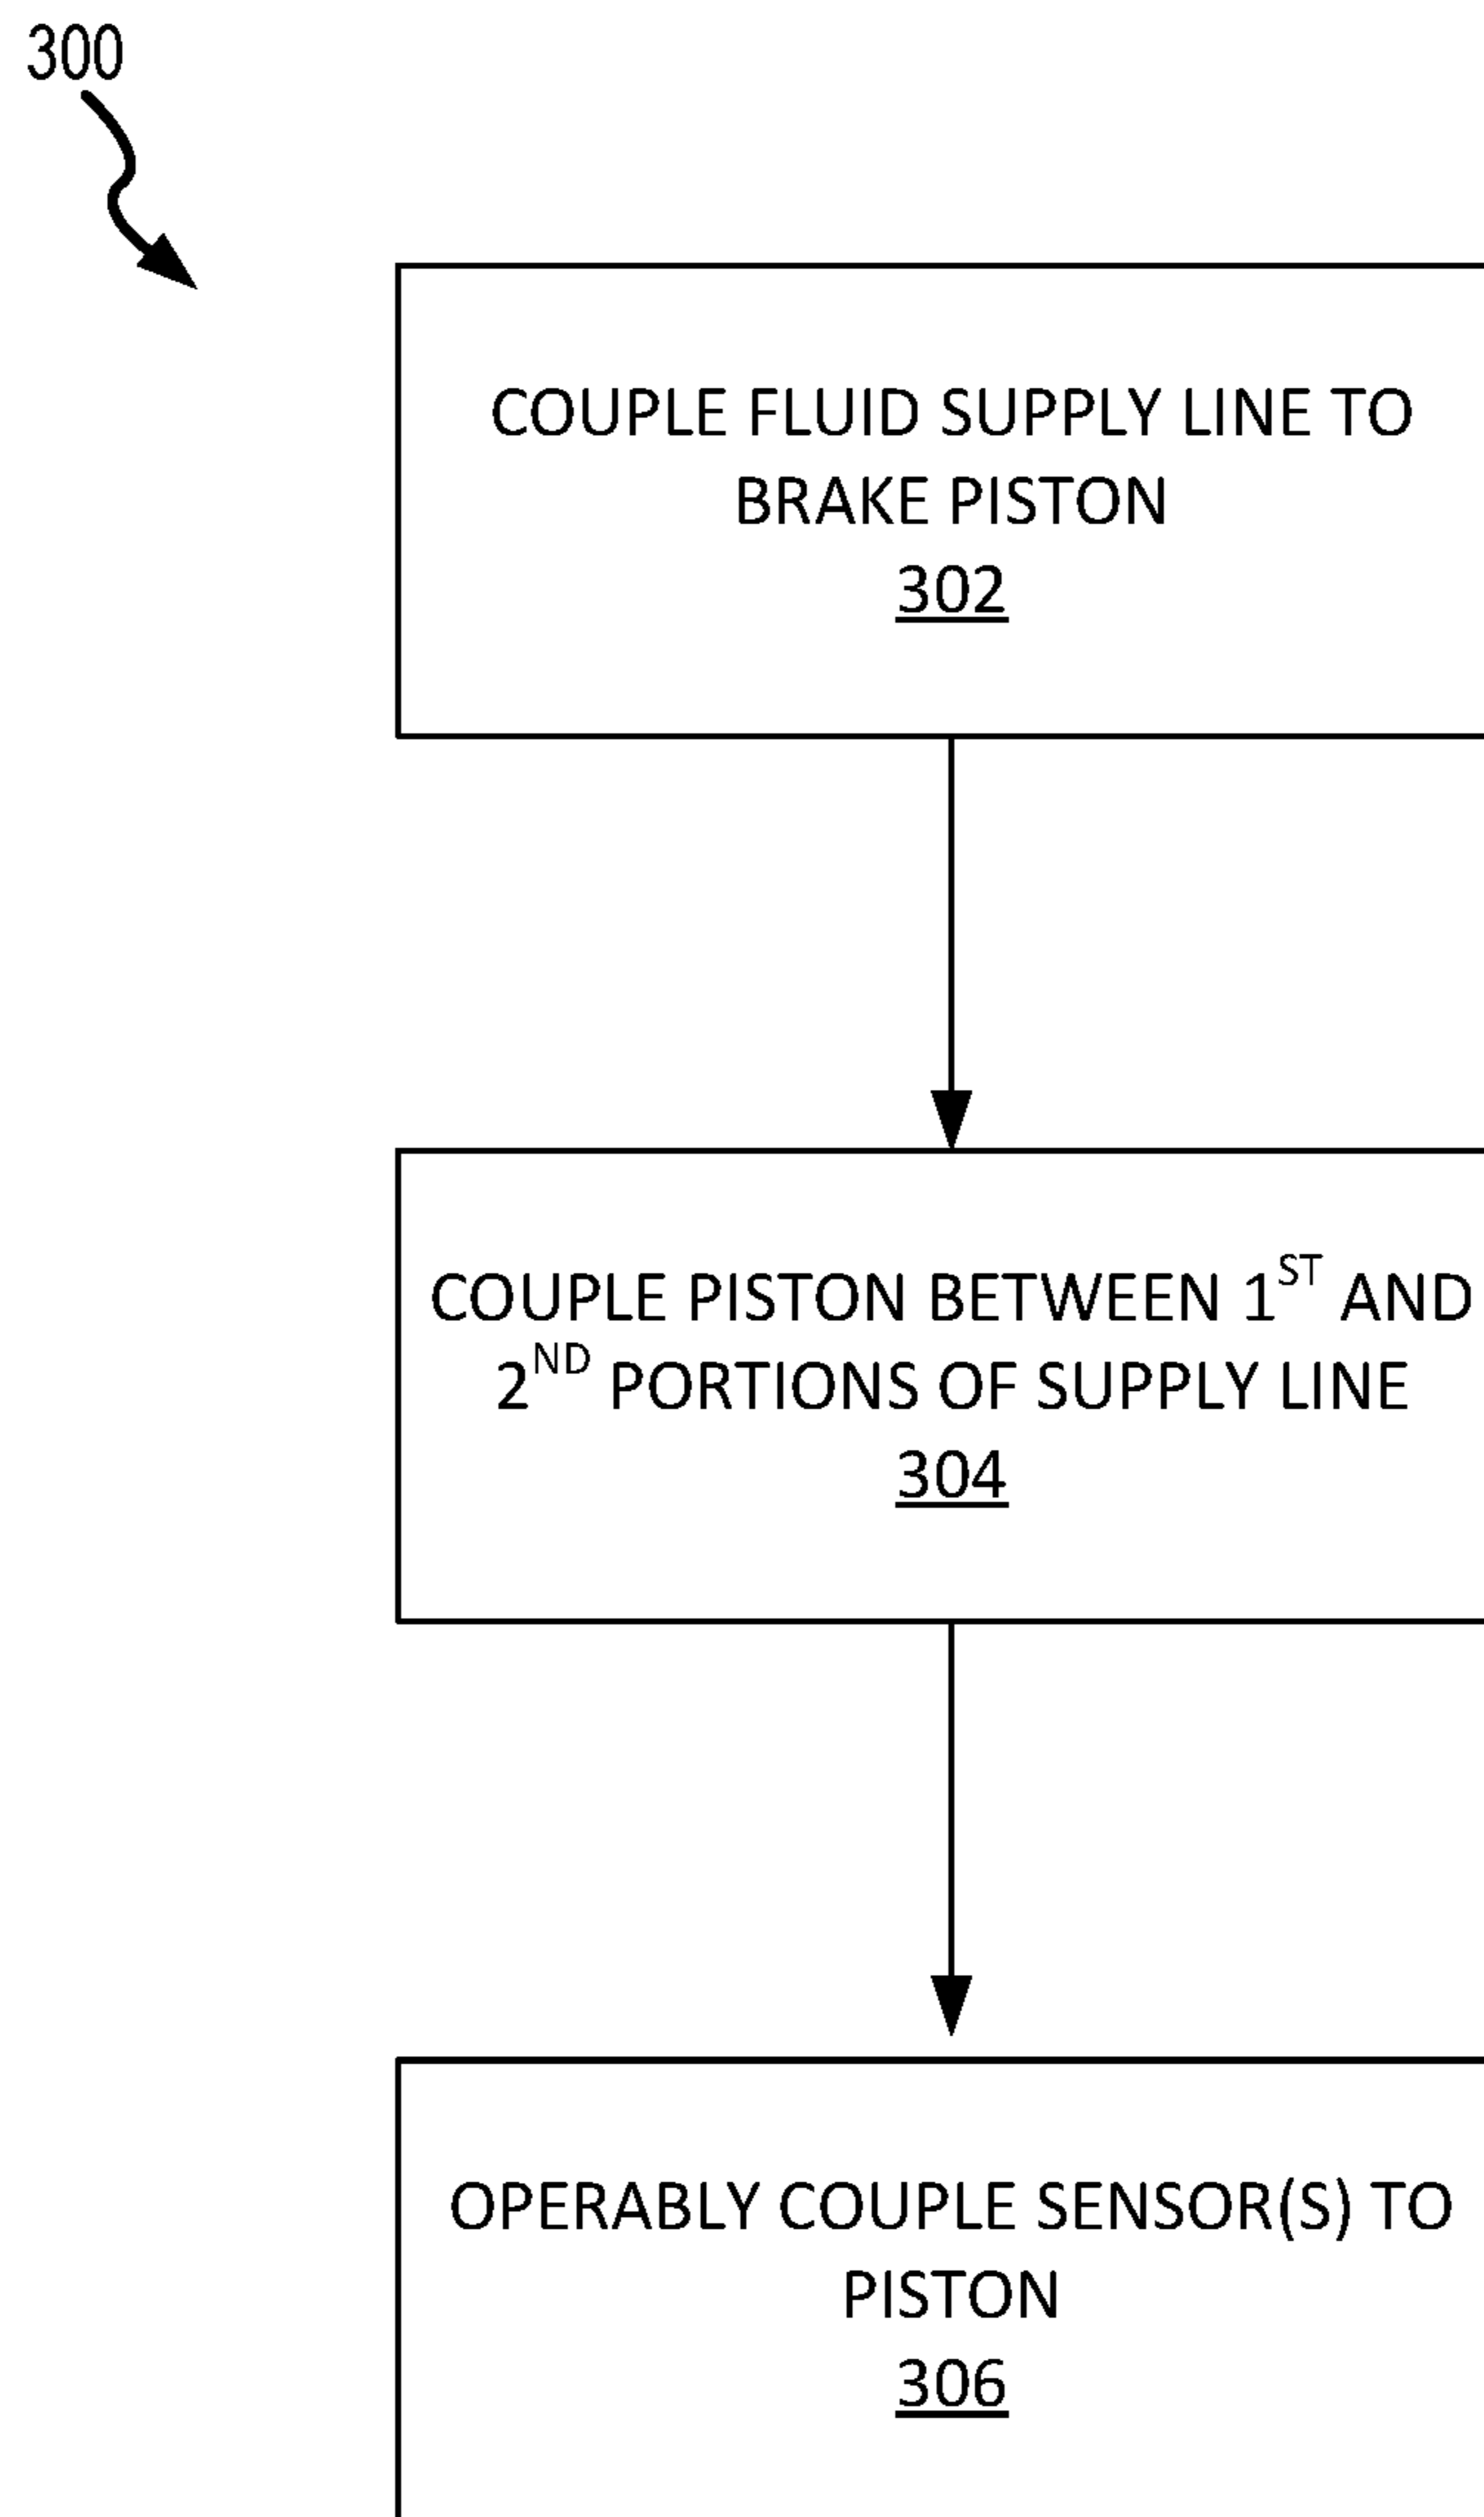 300
COUPLE FLUID SUPPLY LINE TO
BRAKE PISTON
302
COUPLE PISTON BETWEEN 1ST AND
2ND PORTIONS OF SUPPLY LINE
304
OPERABLY COUPLE SENSOR(S) TO
PISTON
306